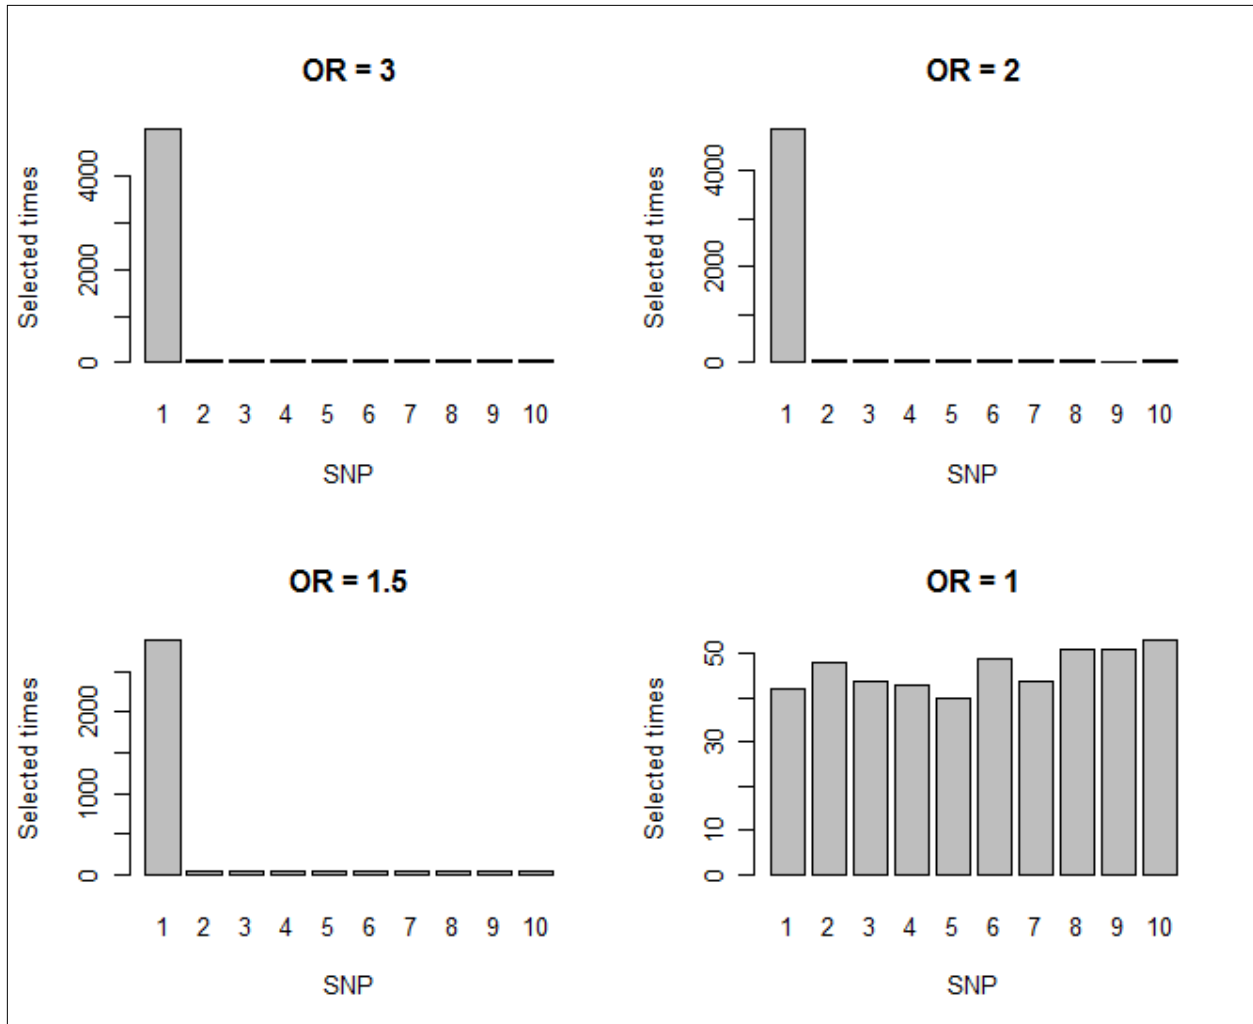 OR = 3
Selected times
4000
2000
0
1 2 3 4 5 6 7 8 9 10
SNP
OR = 2
Selected times
4000
2000
0
1 2 3 4 5 6 7 8 9 10
SNP
OR = 1.5
Selected times
2000
1000
0
1 2 3 4 5 6 7 8 9 10
SNP
OR = 1
Selected times
50
30
10
0
1 2 3 4 5 6 7 8 9 10
SNP